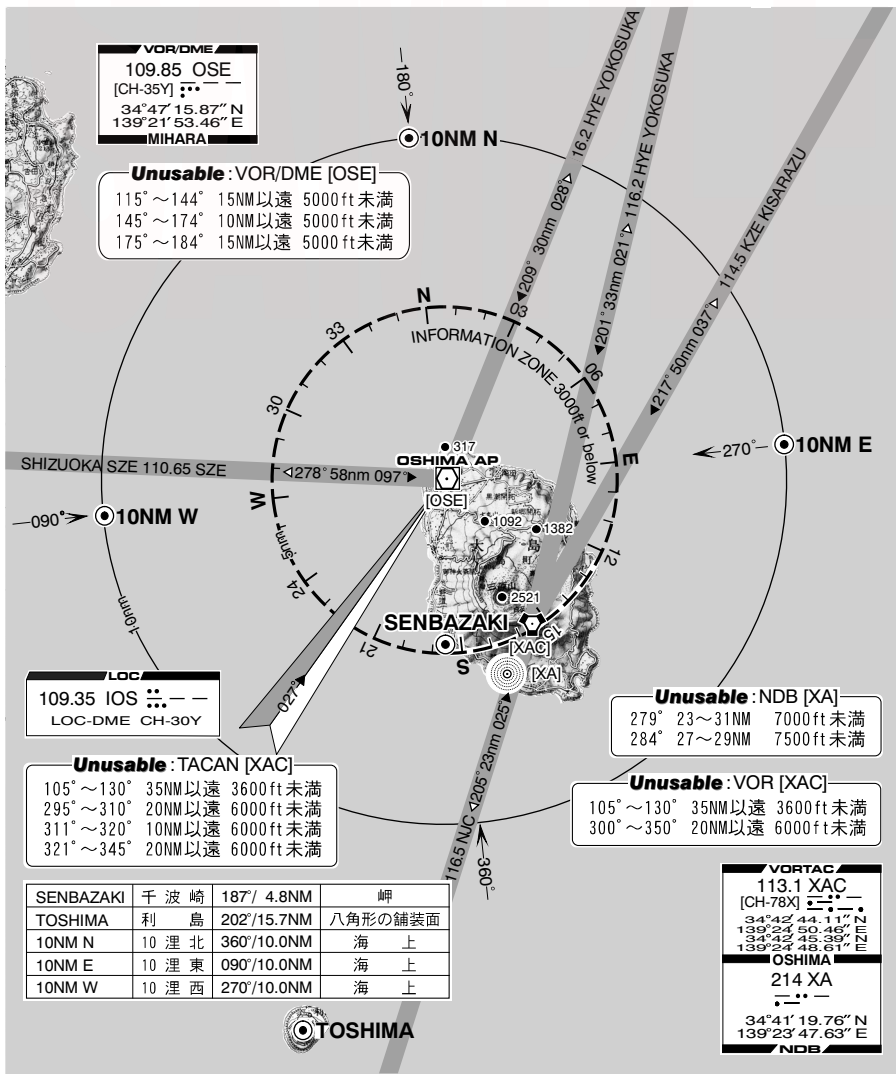 VOR/DME
109.85 OSE
[CH-35Y]
34°47′15.87″N
139°21′53.46″E
MIHARA
Unusable : VOR/DME [OSE]
115°～144° 15NM以遠 5000ft未満
145°～174° 10NM以遠 5000ft未満
175°～184° 15NM以遠 5000ft未満
180°
10NM N
209° 30nm 028° 16.2 HYE YOKOSUKA
201° 33nm 021° 116.2 HYE YOKOSUKA
217° 50nm 037° 114.5 KZE KISARAZU
N
03
33
INFORMATION ZONE 3000ft or below
06
30
317
OSHIMA AP
E
270°
10NM E
SHIZUOKA SZE 110.65 SZE
278° 58nm 097°
[OSE]
W
090°
10NM W
1092
1382
大
島
町
12
5nm
24
2521
10nm
SENBAZAKI
15
21
S
[XAC]
[XA]
LOC
109.35 IOS
LOC-DME CH-30Y
027°
Unusable : NDB [XA]
279° 23～31NM 7000ft未満
284° 27～29NM 7500ft未満
Unusable : TACAN [XAC]
105°～130° 35NM以遠 3600ft未満
295°～310° 20NM以遠 6000ft未満
311°～320° 10NM以遠 6000ft未満
321°～345° 20NM以遠 6000ft未満
Unusable : VOR [XAC]
105°～130° 35NM以遠 3600ft未満
300°～350° 20NM以遠 6000ft未満
116.5 NJC 205° 23nm 025°
360°
SENBAZAKI 千波崎 187°/ 4.8NM 岬
TOSHIMA 利島 202°/15.7NM 八角形の舗装面
10NM N 10浬北 360°/10.0NM 海上
10NM E 10浬東 090°/10.0NM 海上
10NM W 10浬西 270°/10.0NM 海上
VORTAC
113.1 XAC
[CH-78X]
34°42′44.11″N
139°24′50.46″E
34°42′45.39″N
139°24′48.61″E
OSHIMA
214 XA
34°41′19.76″N
139°23′47.63″E
NDB
TOSHIMA